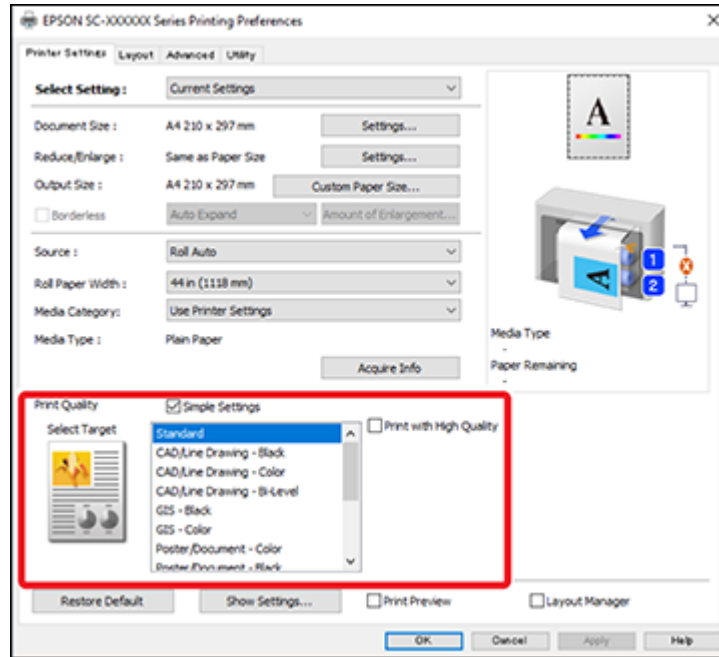 EPSON SC-XXXXXX Series Printing Preferences
Printer Settings Layout Advanced Utility
Select Setting : Current Settings
Document Size : A4 210 x 297 mm Settings...
Reduce/Enlarge : Same as Paper Size Settings...
Output Size : A4 210 x 297 mm Custom Paper Size...
Borderless Auto Expand Amount of Enlargement...
Source : Roll Auto
Roll Paper Width : 44 in (1118 mm)
Media Category: Use Printer Settings
Media Type : Plain Paper
Acquire Info
A
A
1
2
Media Type
-
Paper Remaining
-
Print Quality Simple Settings
Select Target
Standard
CAD/Line Drawing - Black
CAD/Line Drawing - Color
CAD/Line Drawing - Bi-Level
GIS - Black
GIS - Color
Poster/Document - Color
Poster/Document - Black
Print with High Quality
Restore Default Show Settings... Print Preview Layout Manager
OK Cancel Apply Help